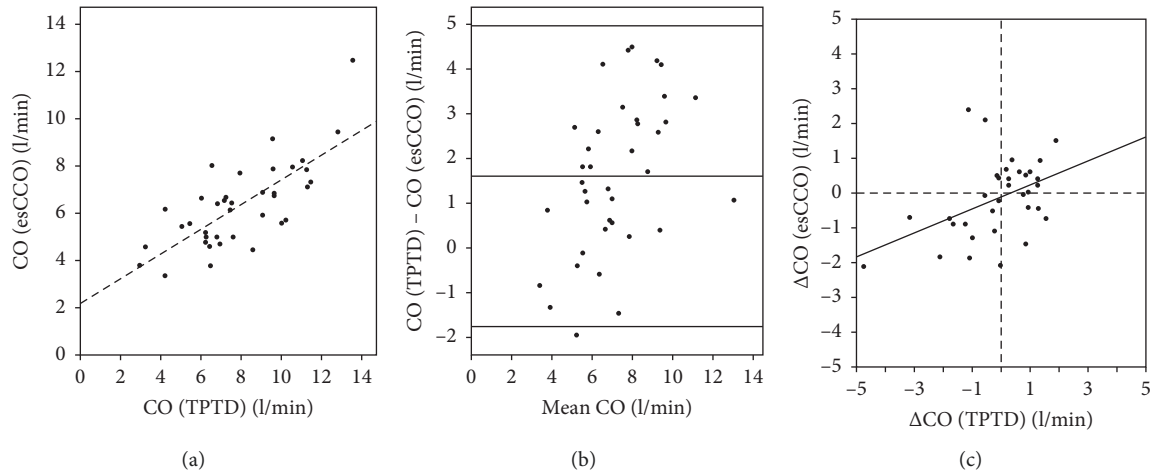 14
12
10
8
6
4
2
0
CO (esCCO) (l/min)
0 2 4 6 8 10 12 14
CO (TPTD) (l/min)
(a)
5
4
3
2
1
0
–1
–2
CO (TPTD) – CO (esCCO) (l/min)
0 2 4 6 8 10 12 14
Mean CO (l/min)
(b)
5
4
3
2
1
0
–1
–2
–3
–4
5
ΔCO (esCCO) (l/min)
–5 –3 –1 1 3 5
ΔCO (TPTD) (l/min)
(c)